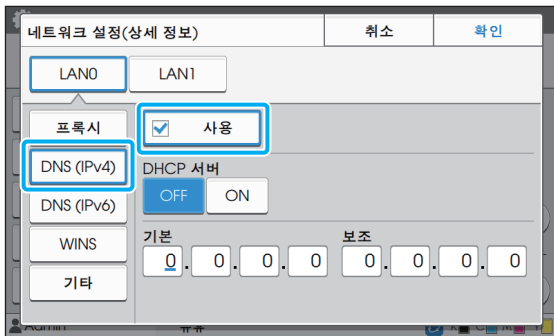 네트워크 설정(상세 정보) 취소 확인
LAN0 LAN1
프록시 사용
DNS (IPv4) DHCP 서버
OFF ON
DNS (IPv6)
WINS 기본 보조
0.0.0.0 0.0.0.0
기타
Admin